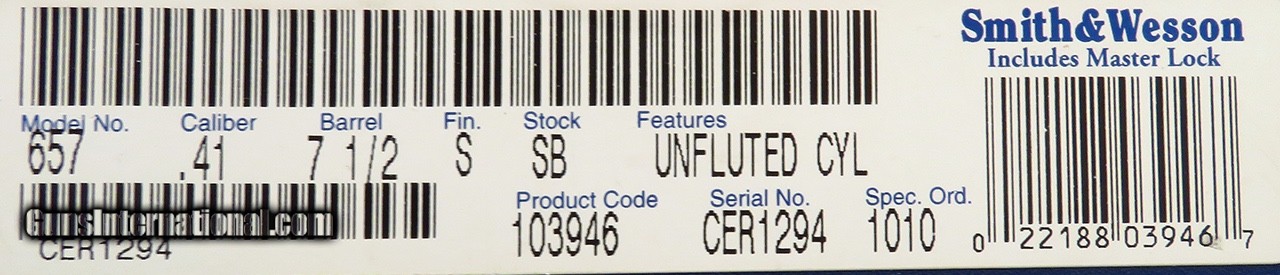 Smith&Wesson
Includes Master Lock
Model No. Caliber Barrel Fin. Stock Features
657 .41 7 1/2 S SB UNFLUTED CYL
Product Code Serial No. Spec. Ord.
103946 CER1294 1010
GunsInternational.com
CER1294
0 22188 03946 7